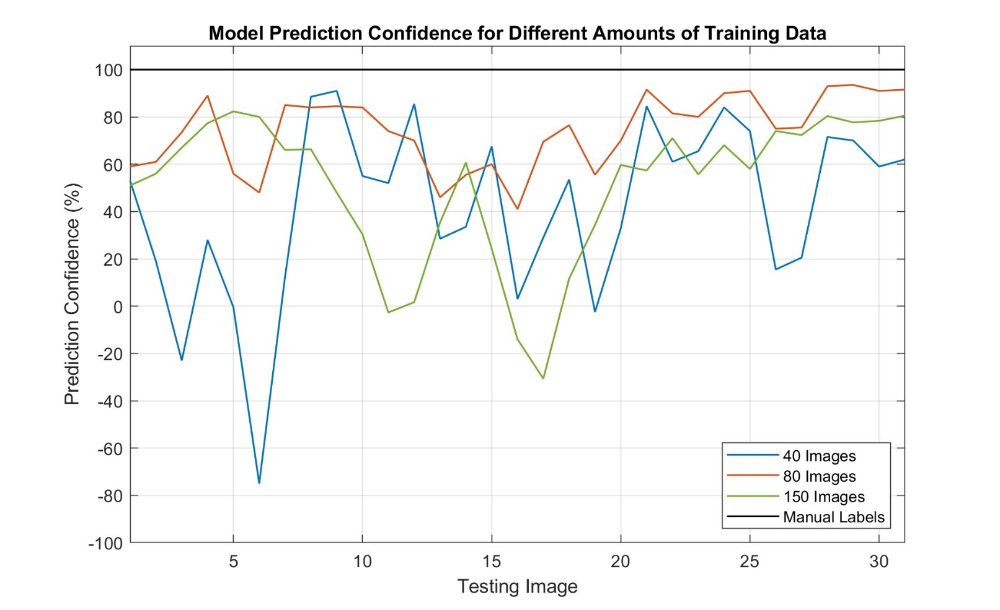 Model Prediction Confidence for Different Amounts of Training Data
Prediction Confidence (%)
100
80
60
40
20
0
-20
-40
-60
-80
-100
40 Images
80 Images
150 Images
Manual Labels
5 10 15 20 25 30
Testing Image